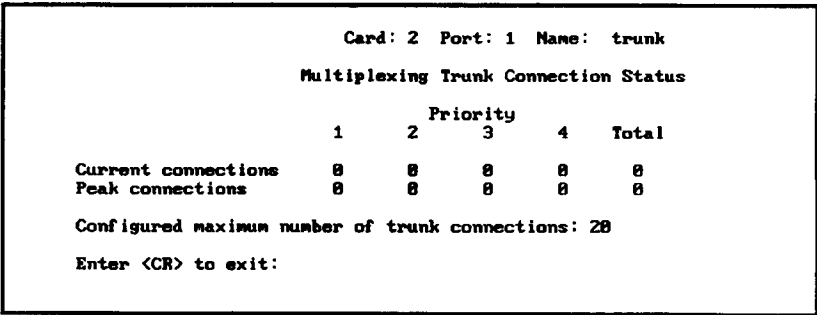 Card: 2 Port: 1 Name: trunk
Multiplexing Trunk Connection Status
Priority
1 2 3 4 Total
Current connections 0 0 0 0 0
Peak connections 0 0 0 0 0
Configured maximum number of trunk connections: 20
Enter <CR> to exit: